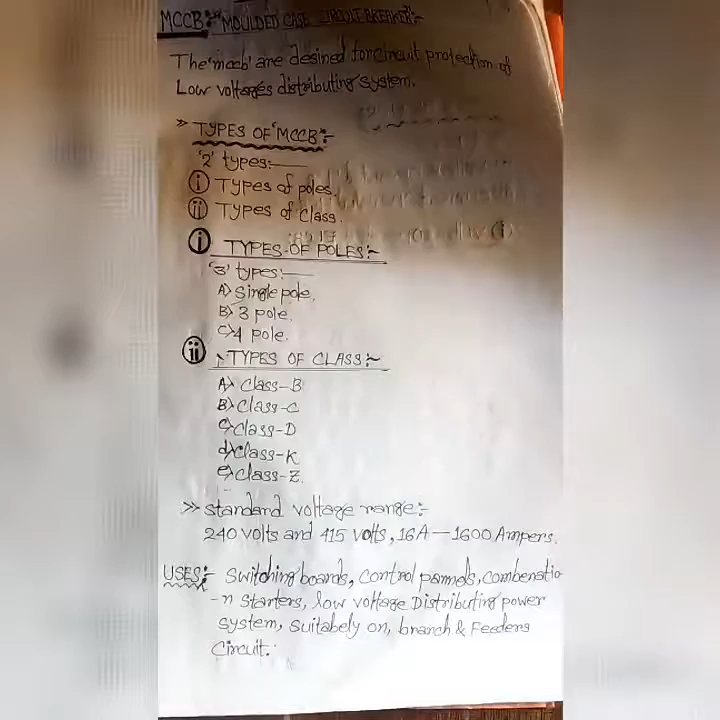 MCCB:- "MOULDED CASE CIRCUIT BREAKER":-
The 'mccb' are desined for circuit protection of
Low voltages distributing system.
» TYPES OF 'MCCB':-
'2' types:—
(i) Types of poles.
(ii) Types of class.
(i) TYPES OF POLES:~
'3' types:—
A) Single pole.
B) 3 pole.
C) 4 pole.
(ii) TYPES OF CLASS:~
A) Class-B
B) Class-C
C) Class-D
d) Class-K
e) Class-Z.
» standard voltage range:-
240 volts and 415 volts, 16A — 1600 Ampers.
USES:- Switching boards, control pannels, combenatio
-n starters, low voltage Distributing power
system, suitabely on, branch & Feeders
Circuit.